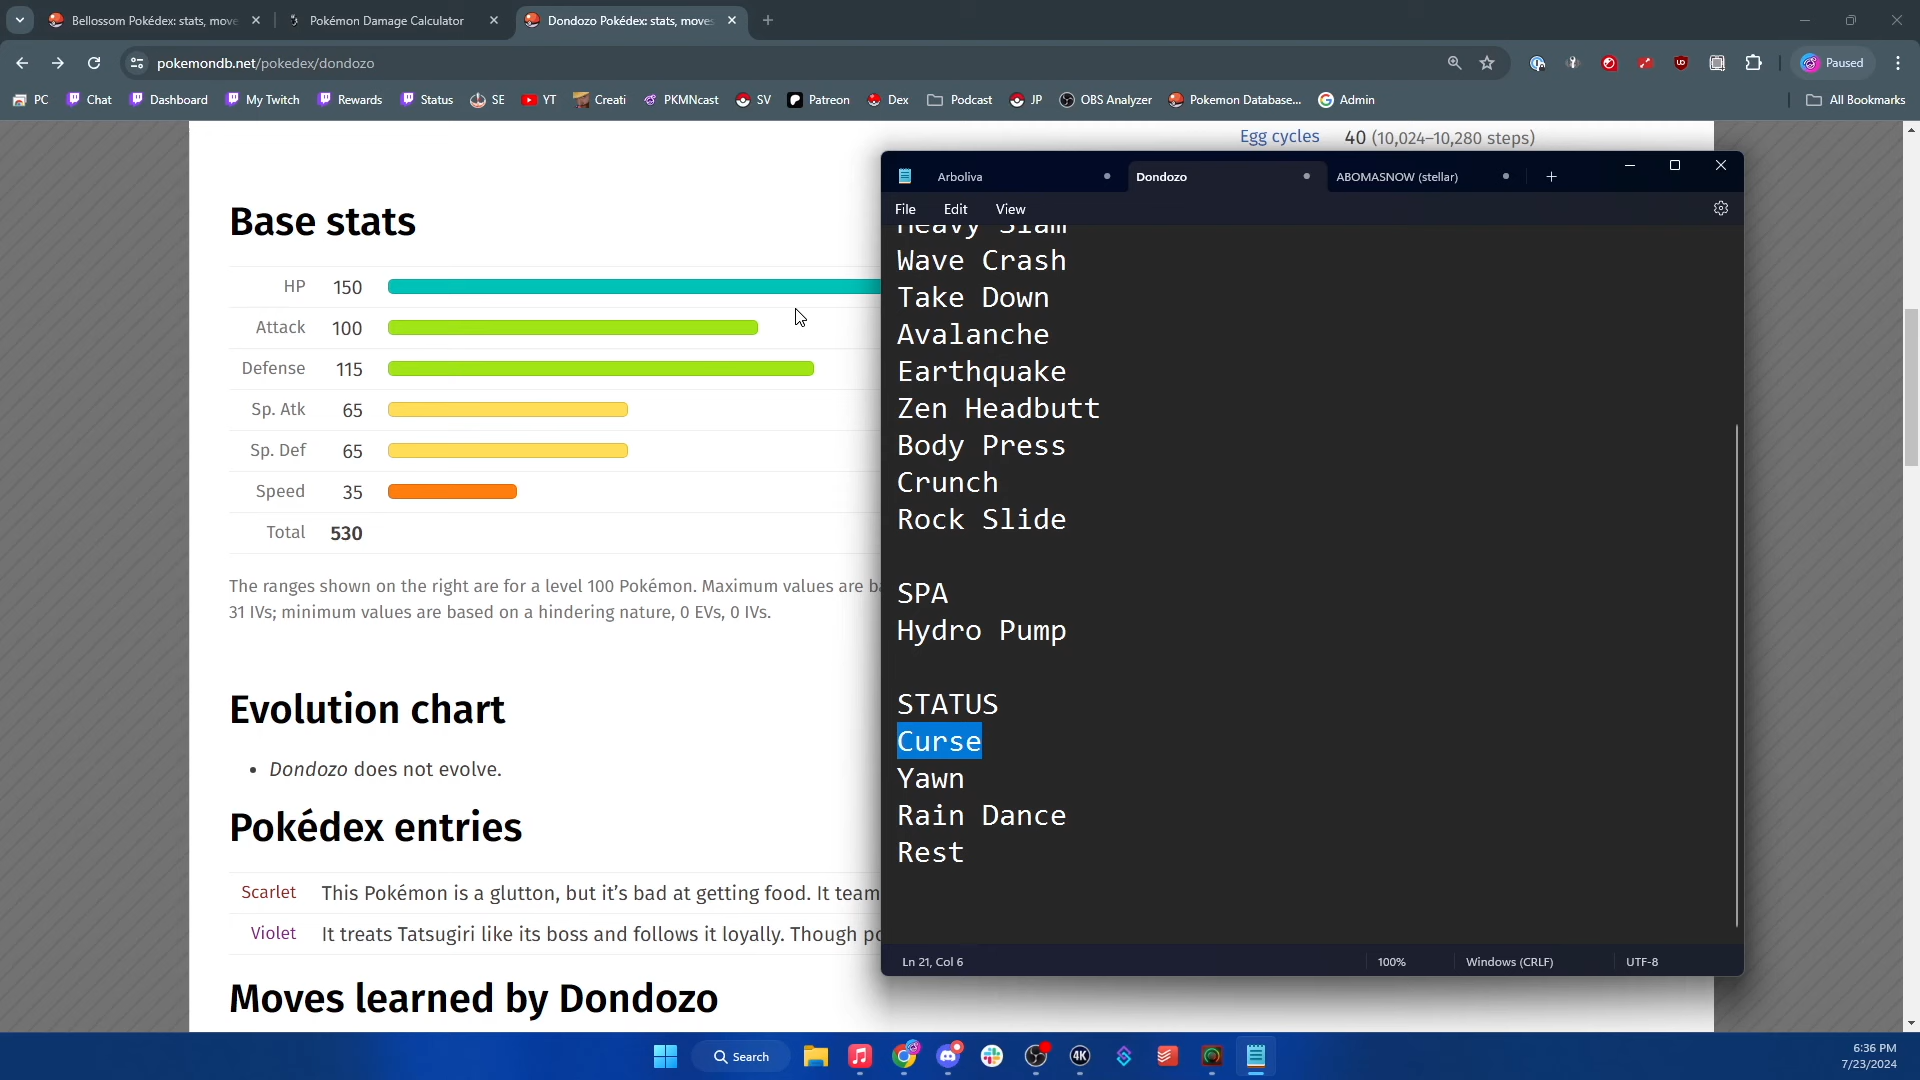 Bellossom Pokédex: stats, move
Pokémon Damage Calculator
Dondozo Pokédex: stats, moves
pokemondb.net/pokedex/dondozo
Paused
PC
Chat
Dashboard
My Twitch
Rewards
Status
SE
YT
Creati
PKMNcast
SV
Patreon
Dex
Podcast
JP
OBS Analyzer
Pokemon Database...
Admin
All Bookmarks
Egg cycles 40 (10,024–10,280 steps)
Base stats
HP 150
Attack 100
Defense 115
Sp. Atk 65
Sp. Def 65
Speed 35
Total 530
The ranges shown on the right are for a level 100 Pokémon. Maximum values are ba
31 IVs; minimum values are based on a hindering nature, 0 EVs, 0 IVs.
Evolution chart
• Dondozo does not evolve.
Pokédex entries
Scarlet This Pokémon is a glutton, but it's bad at getting food. It team
Violet It treats Tatsugiri like its boss and follows it loyally. Though po
Moves learned by Dondozo
Arboliva
Dondozo
ABOMASNOW (stellar)
File Edit View
Heavy Slam
Wave Crash
Take Down
Avalanche
Earthquake
Zen Headbutt
Body Press
Crunch
Rock Slide
SPA
Hydro Pump
STATUS
Curse
Yawn
Rain Dance
Rest
Ln 21, Col 6
100%
Windows (CRLF)
UTF-8
Search
4K
6:36 PM
7/23/2024